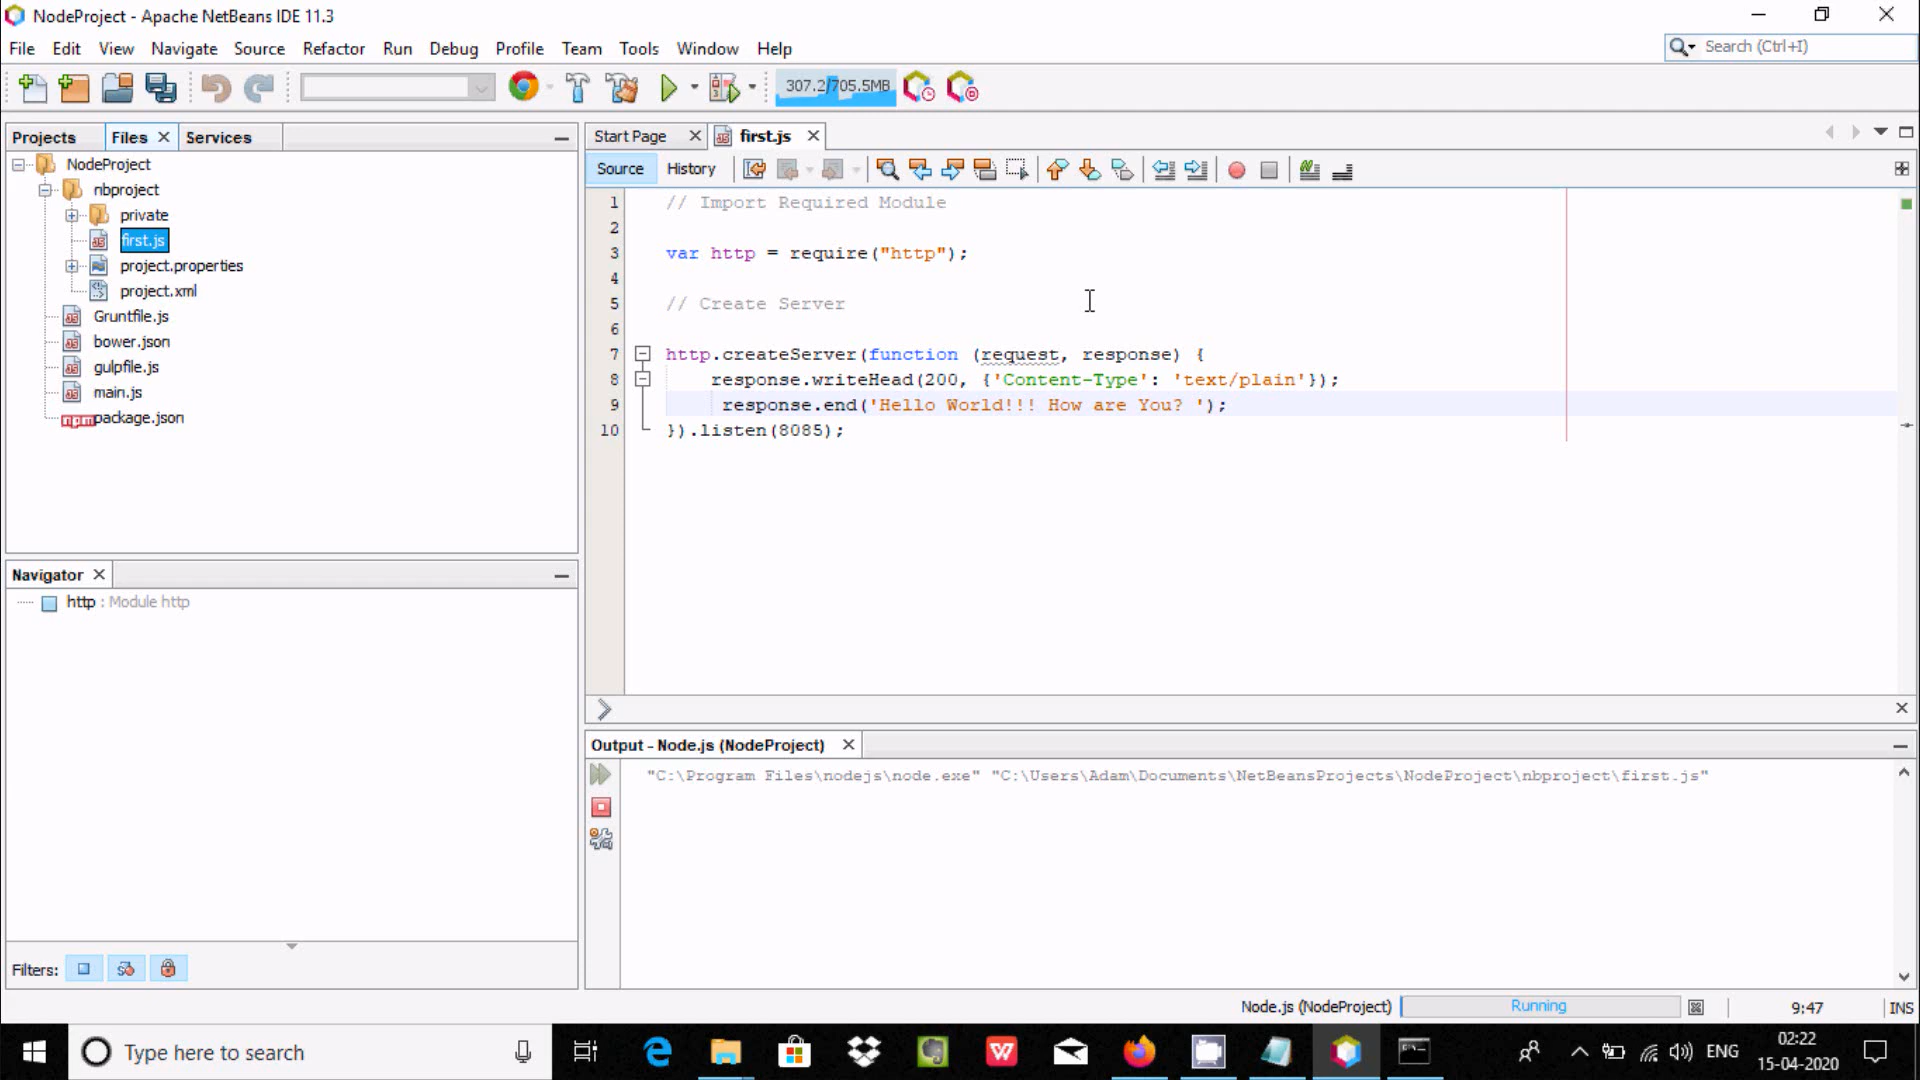 NodeProject - Apache NetBeans IDE 11.3
File Edit View Navigate Source Refactor Run Debug Profile Team Tools Window Help
Search (Ctrl+I)
307.2/705.5MB
Projects Files Services
Start Page first.js
Source History
NodeProject
nbproject
private
first.js
project.properties
project.xml
Gruntfile.js
bower.json
gulpfile.js
main.js
package.json
1 // Import Required Module
2
3 var http = require("http");
4
5 // Create Server
6
7 http.createServer(function (request, response) {
8 response.writeHead(200, {'Content-Type': 'text/plain'});
9 response.end('Hello World!!! How are You? ');
10 }).listen(8085);
Navigator
http : Module http
Filters:
Output - Node.js (NodeProject)
"C:\Program Files\nodejs\node.exe" "C:\Users\Adam\Documents\NetBeansProjects\NodeProject\nbproject\first.js"
Node.js (NodeProject) Running 9:47 INS
Type here to search
ENG
02:22
15-04-2020